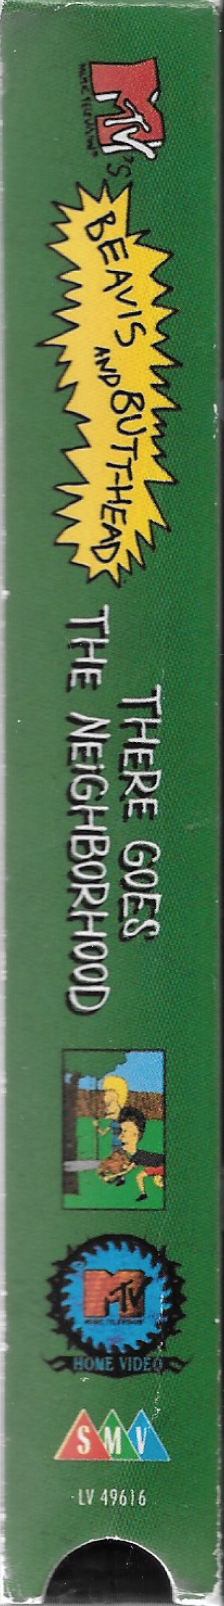 MTV's
MUSIC TELEVISION
BEAVIS
AND BUTT-HEAD
THERE GOES
THE NEIGHBORHOOD
MTV
MUSIC TELEVISION
HOME VIDEO
SMV
LV 49616